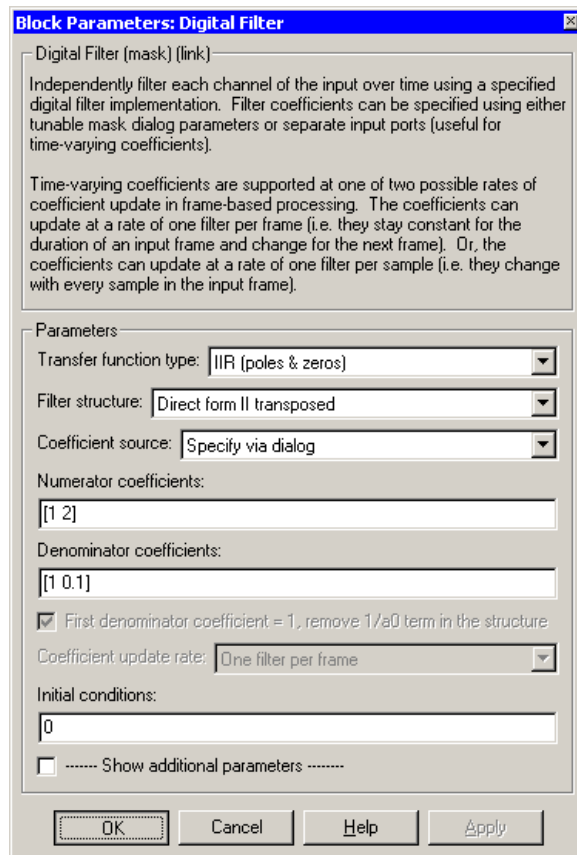 Block Parameters: Digital Filter
Digital Filter (mask) (link)
Independently filter each channel of the input over time using a specified
digital filter implementation.  Filter coefficients can be specified using either
tunable mask dialog parameters or separate input ports (useful for
time-varying coefficients).
Time-varying coefficients are supported at one of two possible rates of
coefficient update in frame-based processing.  The coefficients can
update at a rate of one filter per frame (i.e. they stay constant for the
duration of an input frame and change for the next frame).  Or, the
coefficients can update at a rate of one filter per sample (i.e. they change
with every sample in the input frame).
Parameters
Transfer function type: IIR (poles & zeros)
Filter structure: Direct form II transposed
Coefficient source: Specify via dialog
Numerator coefficients:
[1 2]
Denominator coefficients:
[1 0.1]
First denominator coefficient = 1, remove 1/a0 term in the structure
Coefficient update rate: One filter per frame
Initial conditions:
0
------- Show additional parameters --------
OK Cancel Help Apply